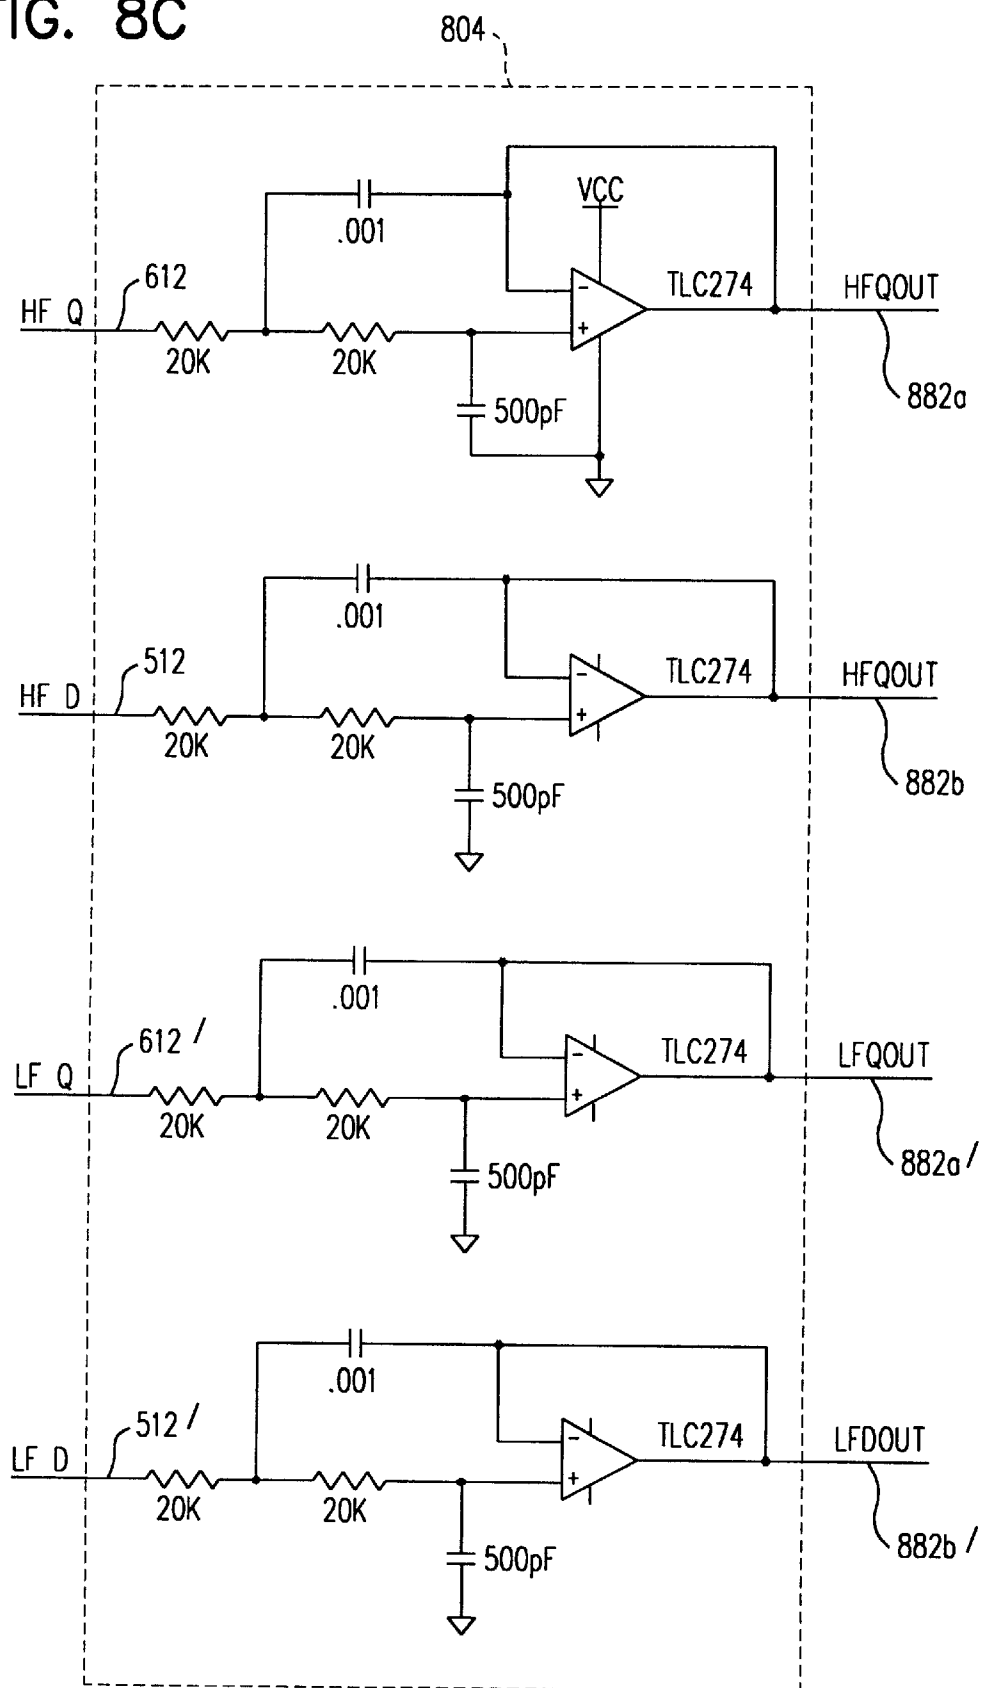 FIG. 8C
804
VCC
.001
TLC274
HFQOUT
612
HF Q
20K
20K
882a
500pF
.001
TLC274
HFQOUT
512
HF D
20K
20K
882b
500pF
.001
TLC274
LFQOUT
612'
LF Q
20K
20K
882a'
500pF
.001
TLC274
LFDOUT
512'
LF D
20K
20K
882b'
500pF